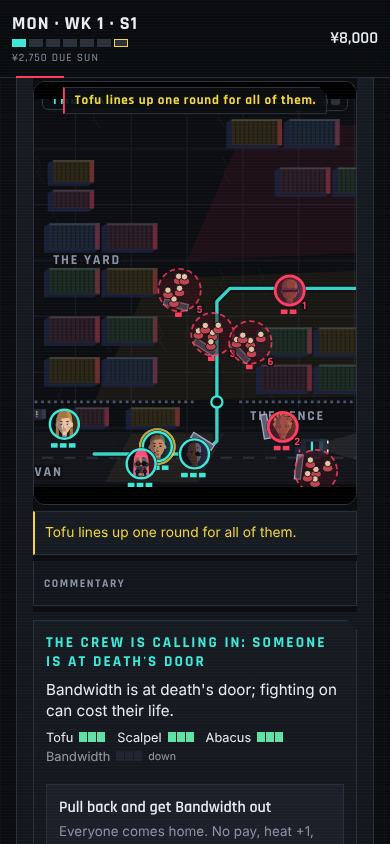 MON · WK 1 · S1
¥8,000
¥2,750 DUE SUN
Tofu lines up one round for all of them.
THE YARD
5
1
6
2
VAN
Tofu lines up one round for all of them.
COMMENTARY
THE CREW IS CALLING IN: SOMEONE
IS AT DEATH'S DOOR
Bandwidth is at death's door; fighting on
can cost their life.
Tofu Scalpel Abacus
Bandwidth down
Pull back and get Bandwidth out
Everyone comes home. No pay, heat +1,